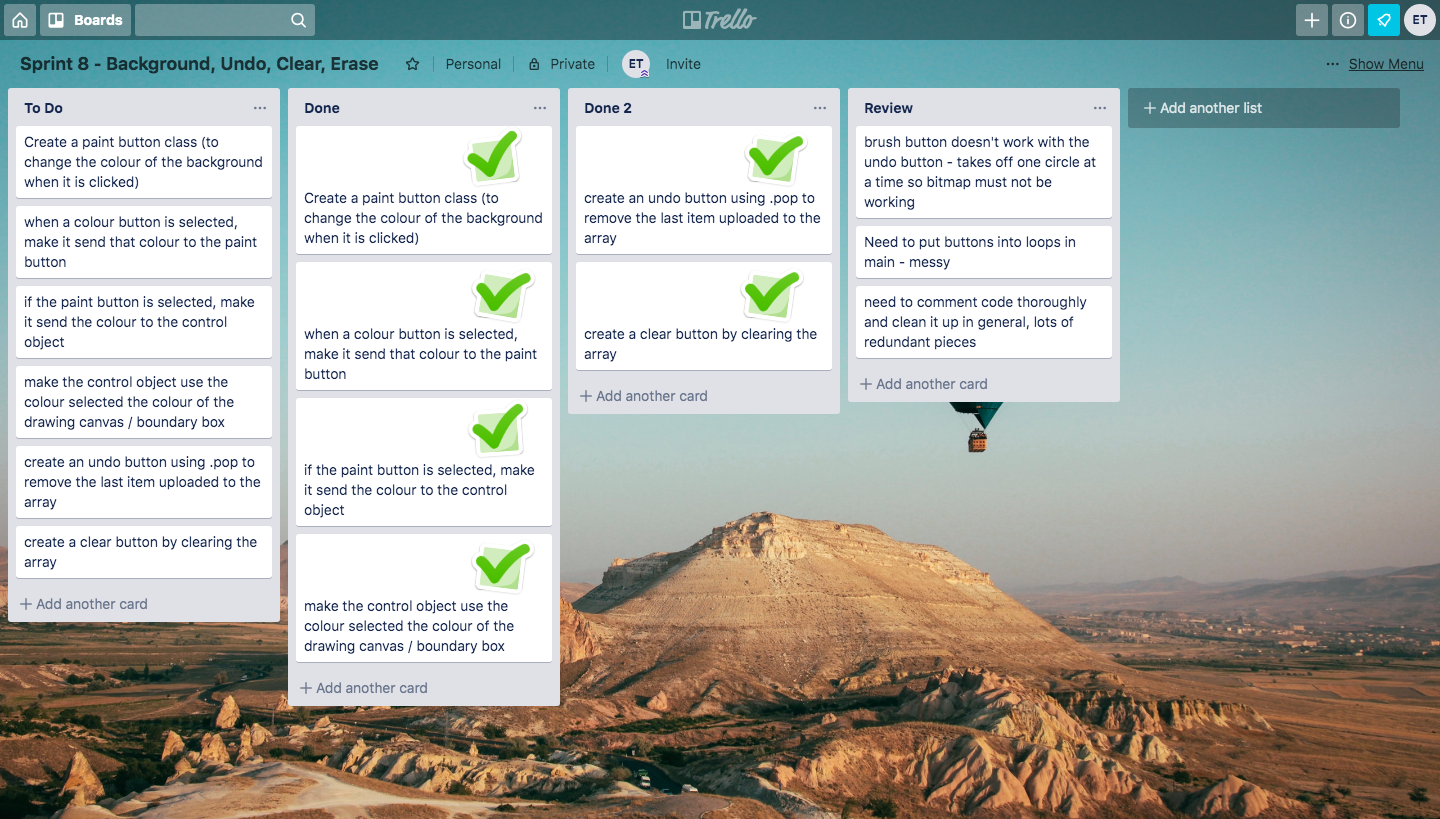 Boards
Trello
ET
Sprint 8 - Background, Undo, Clear, Erase
Personal
Private
ET
Invite
Show Menu
To Do
Create a paint button class (to
change the colour of the background
when it is clicked)
when a colour button is selected,
make it send that colour to the paint
button
if the paint button is selected, make
it send the colour to the control
object
make the control object use the
colour selected the colour of the
drawing canvas / boundary box
create an undo button using .pop to
remove the last item uploaded to the
array
create a clear button by clearing the
array
Add another card
Done
Create a paint button class (to
change the colour of the background
when it is clicked)
when a colour button is selected,
make it send that colour to the paint
button
if the paint button is selected, make
it send the colour to the control
object
make the control object use the
colour selected the colour of the
drawing canvas / boundary box
Add another card
Done 2
create an undo button using .pop to
remove the last item uploaded to the
array
create a clear button by clearing the
array
Add another card
Review
brush button doesn't work with the
undo button - takes off one circle at
a time so bitmap must not be
working
Need to put buttons into loops in
main - messy
need to comment code thoroughly
and clean it up in general, lots of
redundant pieces
Add another card
Add another list